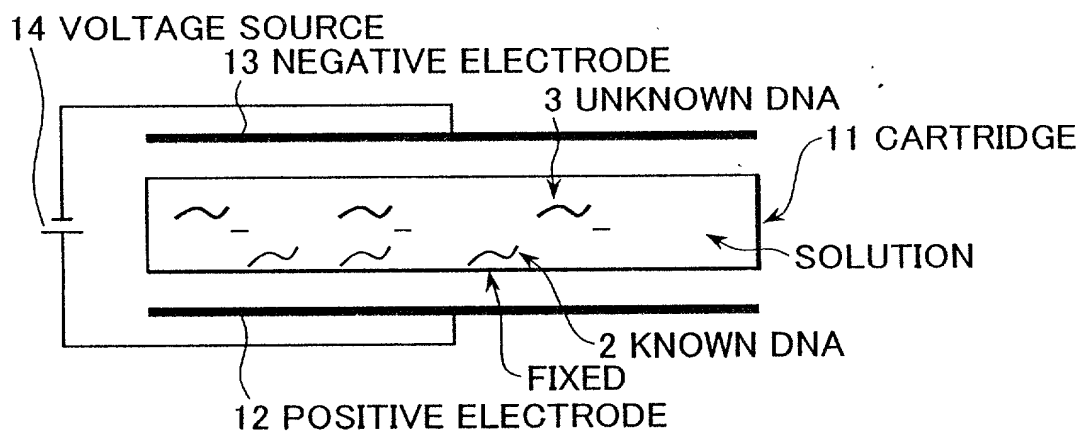 14 VOLTAGE SOURCE
13 NEGATIVE ELECTRODE
3 UNKNOWN DNA
11 CARTRIDGE
SOLUTION
2 KNOWN DNA
FIXED
12 POSITIVE ELECTRODE